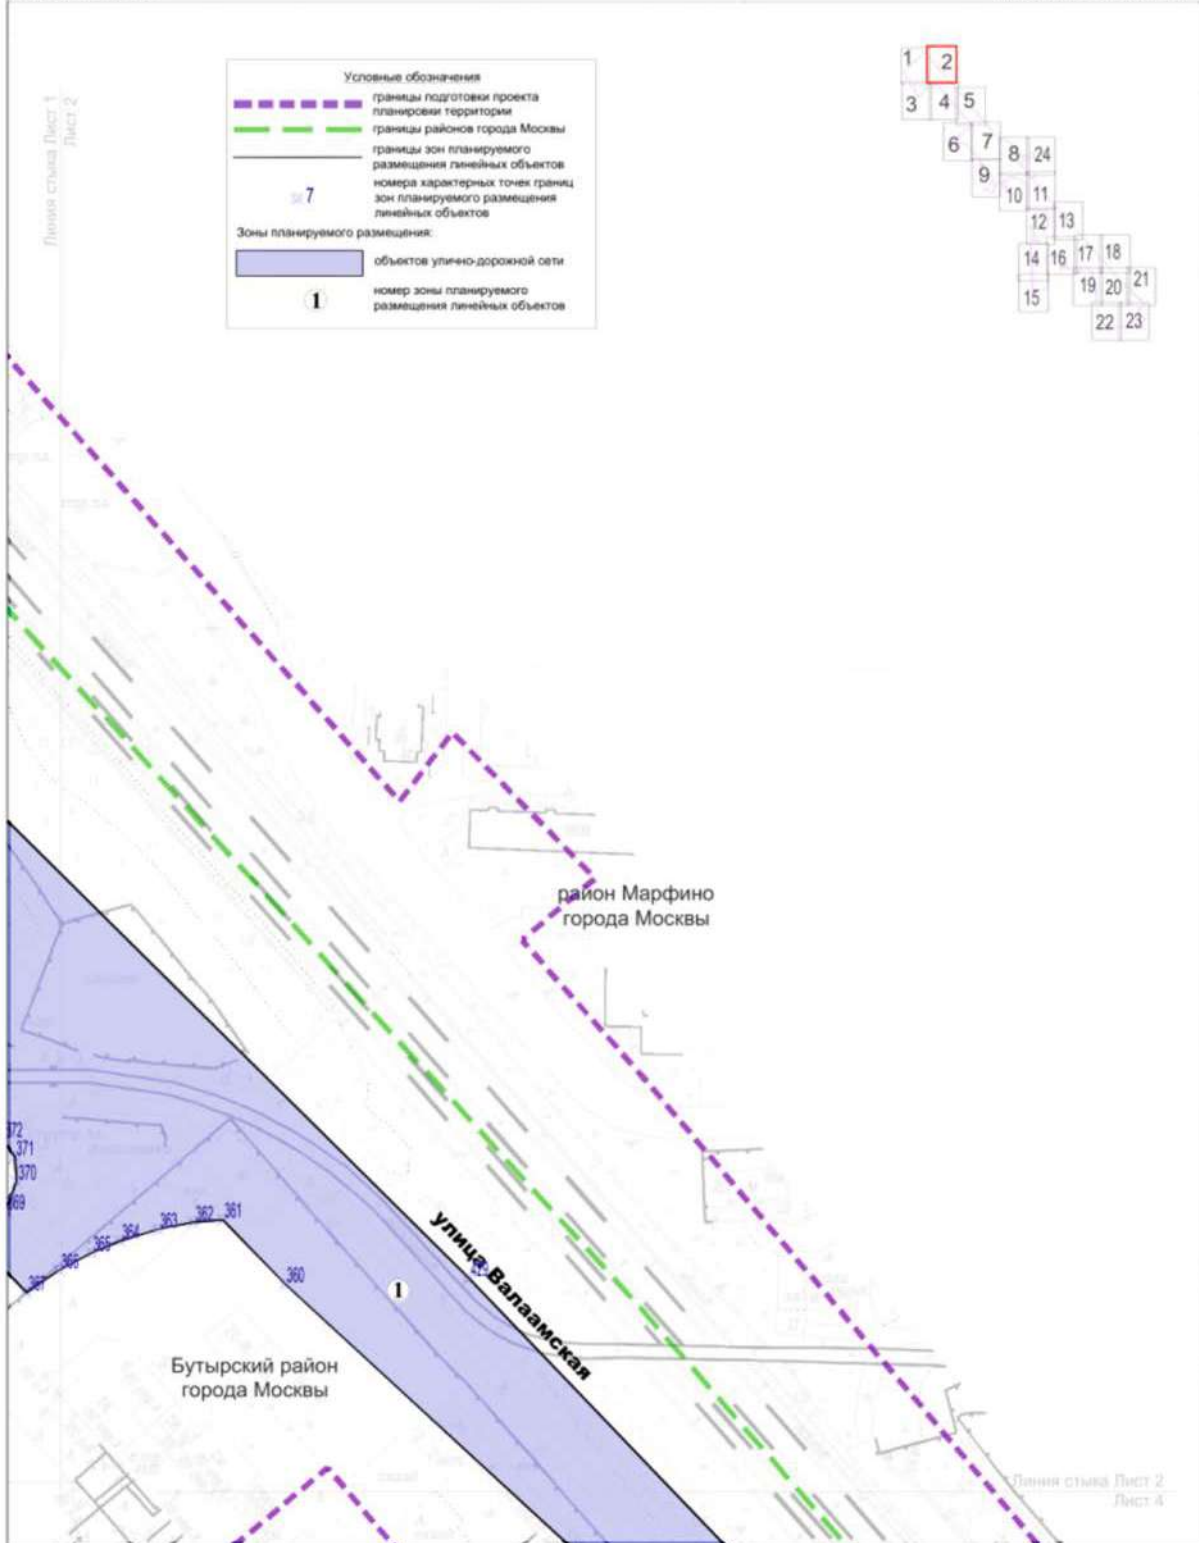 Линия стыка Лист 1
Лист 2
Условные обозначения
границы подготовки проекта
планировки территории
границы районов города Москвы
границы зон планируемого
размещения линейных объектов
7
номера характерных точек границ
зон планируемого размещения
линейных объектов
Зоны планируемого размещения:
объектов улично-дорожной сети
1
номер зоны планируемого
размещения линейных объектов
1
2
3
4
5
6
7
8
24
9
10
11
12
13
14
16
17
18
15
19
20
21
22
23
район Марфино
города Москвы
371
370
361
362
363
364
365
366
367
360
1
улица Валаамская
Бутырский район
города Москвы
Линия стыка Лист 2
Лист 4